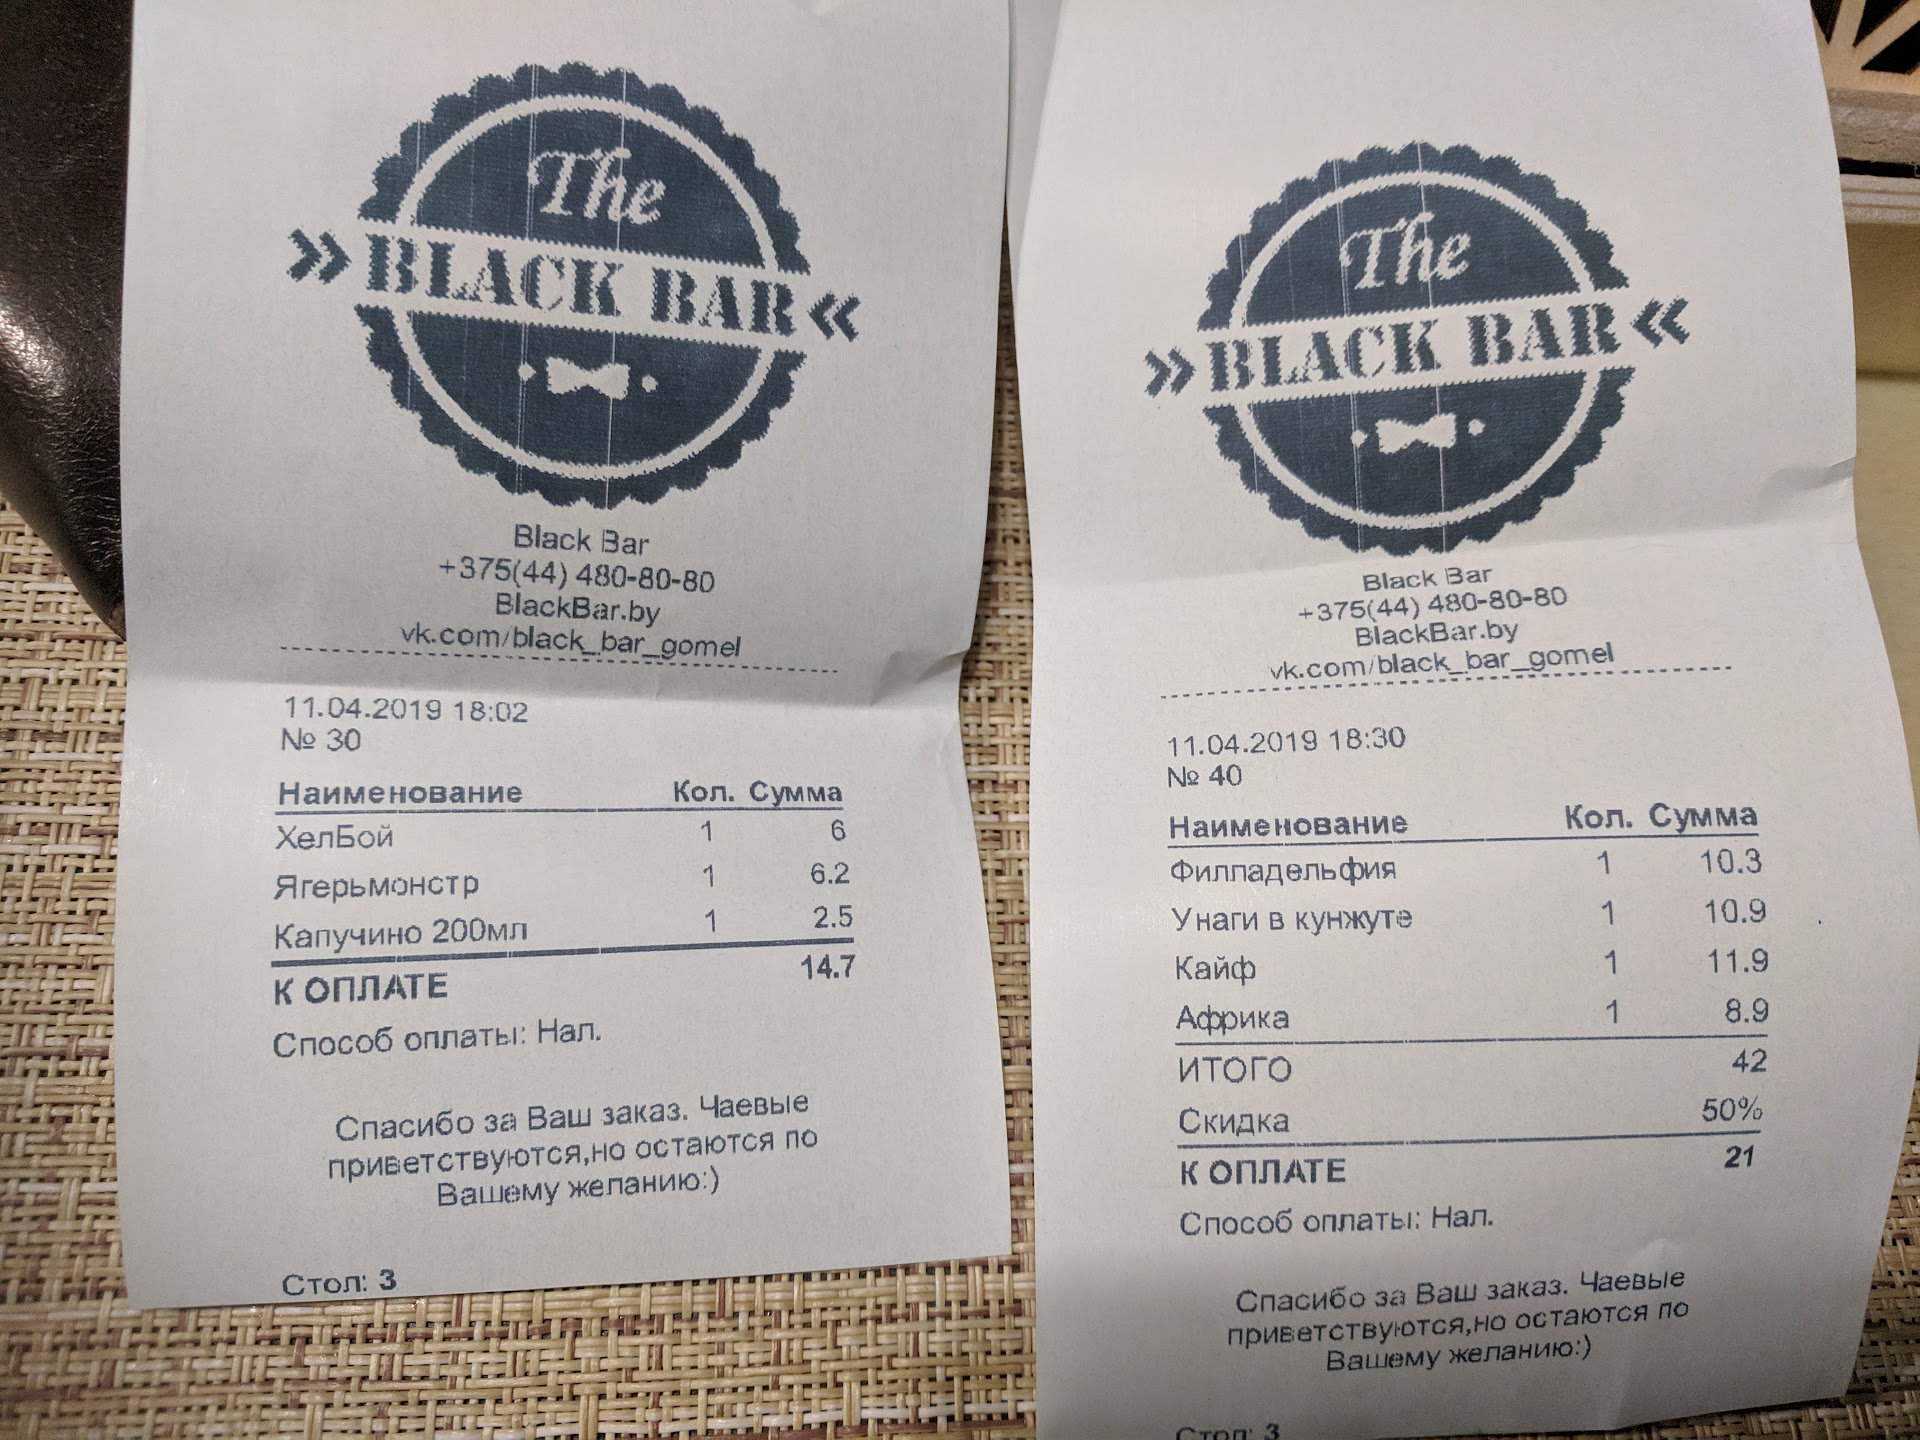 The
» BLACK BAR «
Black Bar
+375(44) 480-80-80
BlackBar.by
vk.com/black_bar_gomel
11.04.2019 18:02
№ 30
Наименование Кол. Сумма
ХелБой 1 6
Ягерьмонстр 1 6.2
Капучино 200мл 1 2.5
К ОПЛАТЕ 14.7
Способ оплаты: Нал.
Спасибо за Ваш заказ. Чаевые
приветствуются,но остаются по
Вашему желанию:)
Стол: 3
The
» BLACK BAR «
Black Bar
+375(44) 480-80-80
BlackBar.by
vk.com/black_bar_gomel
11.04.2019 18:30
№ 40
Наименование Кол. Сумма
Филладельфия 1 10.3
Унаги в кунжуте 1 10.9
Кайф 1 11.9
Африка 1 8.9
ИТОГО 42
Скидка 50%
К ОПЛАТЕ 21
Способ оплаты: Нал.
Спасибо за Ваш заказ. Чаевые
приветствуются,но остаются по
Вашему желанию:)
Стол: 3